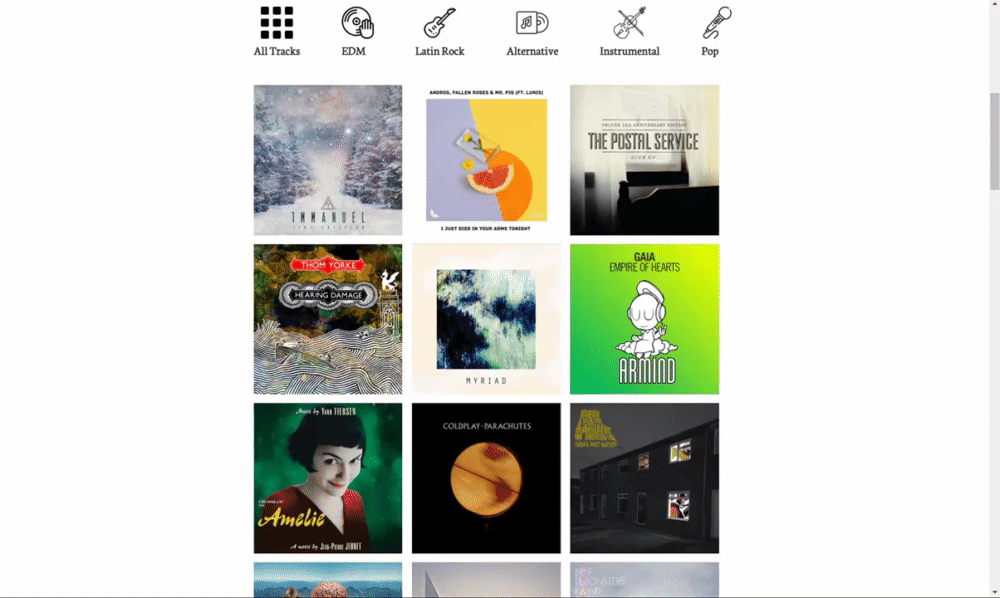 All Tracks
EDM
Latin Rock
Alternative
Instrumental
Pop
IMMANUEL
ANDROS, FALLEN ROSES & MR. PIG (FT. LUNIS)
I JUST DIED IN YOUR ARMS TONIGHT
DELUXE 10TH ANNIVERSARY EDITION
THE POSTAL SERVICE
GIVE UP
THOM YORKE
HEARING DAMAGE
MYRIAD
GAIA
EMPIRE OF HEARTS
ARMIND
Music by YANN TIERSEN
Amelie
A movie by JEAN-PIERRE JEUNET
COLDPLAY · PARACHUTES
MONSTERS
AND